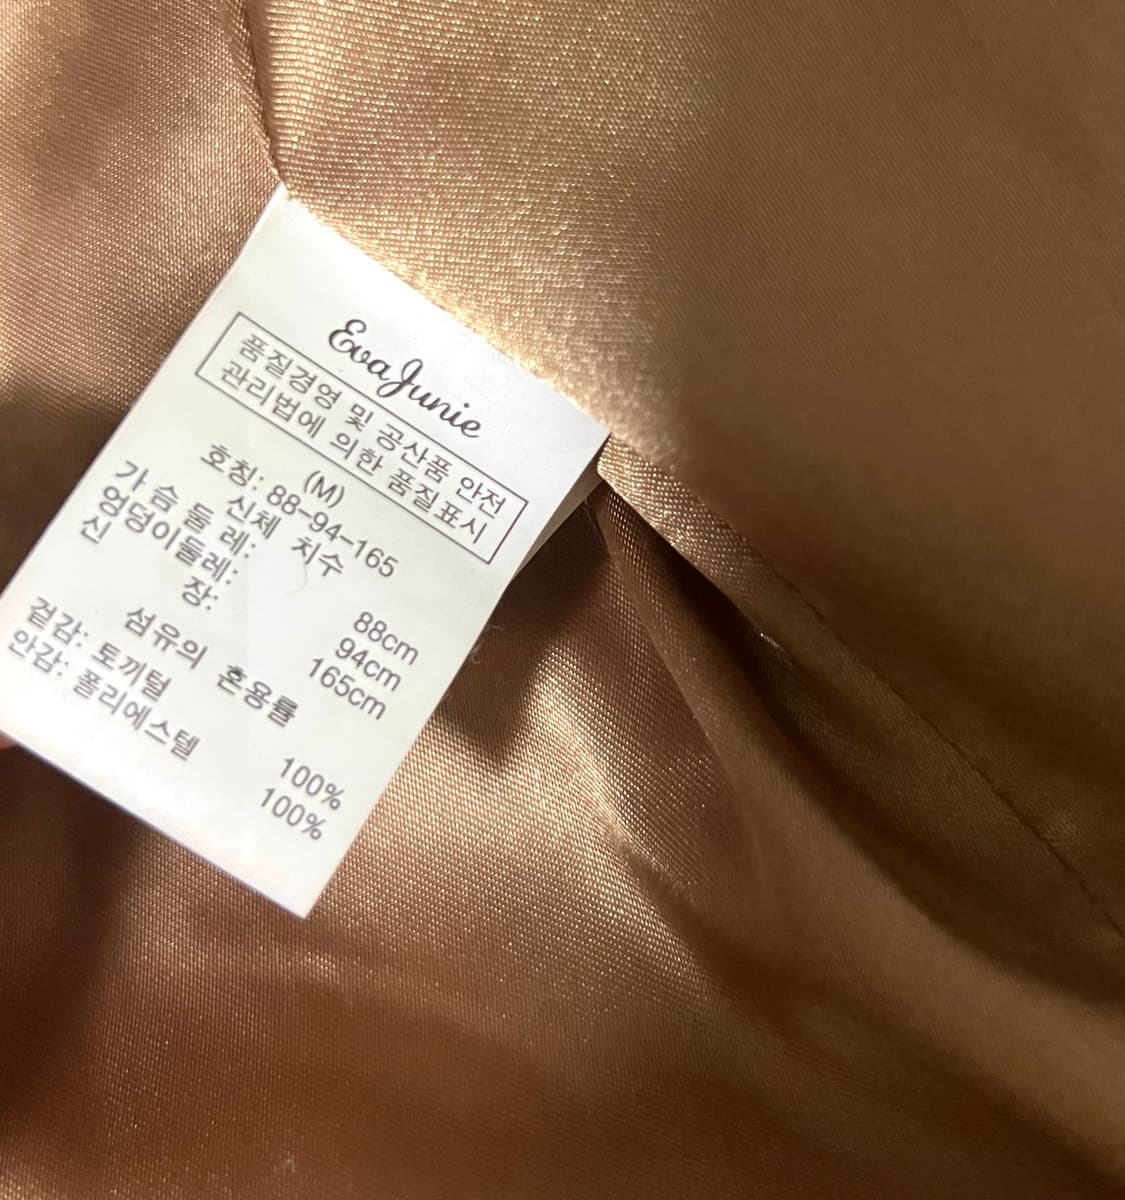 EvaJunie
품질경영 및 공산품 안전
관리법에 의한 품질표시
(M)
호칭: 88-94-165
신체 치수
가 슴 둘 레: 88cm
엉덩이둘레: 94cm
신 장: 165cm
섬유의 혼용률
겉감: 토끼털 100%
안감: 폴리에스텔 100%